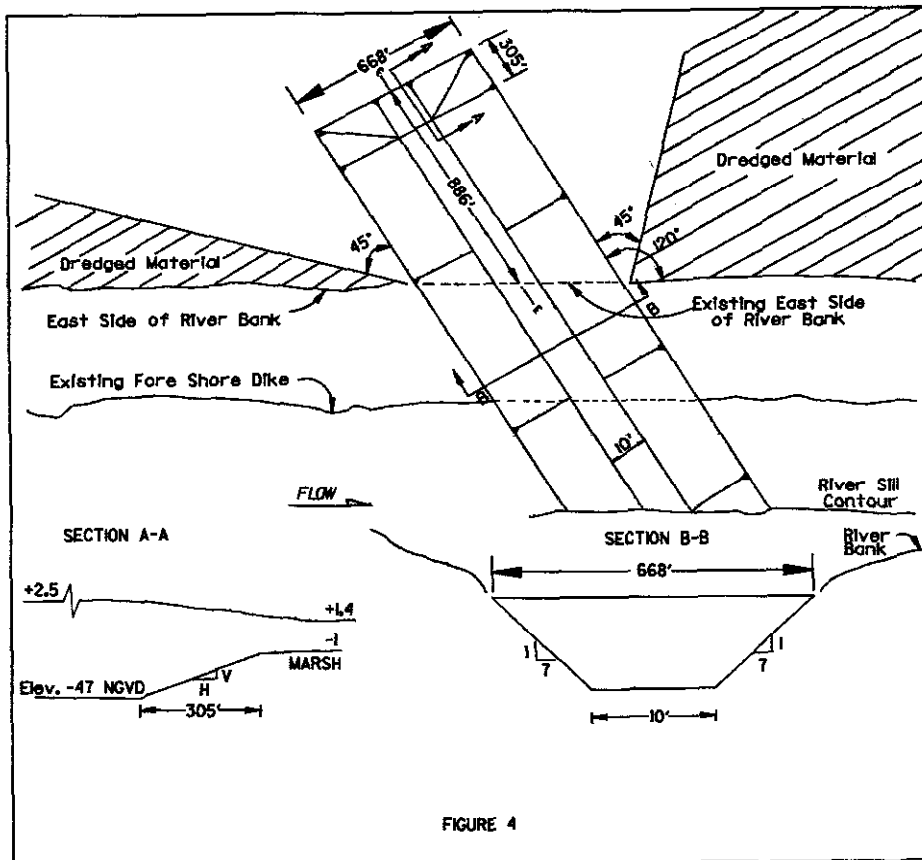 668'
305'
A
A
886'
Dredged Material
45°
45°
120°
Dredged Material
B
East Side of River Bank
Existing East Side
of River Bank
Existing Fore Shore Dike
B
10'
River Sill
Contour
FLOW
SECTION A-A
SECTION B-B
River
Bank
668'
+2.5
+1.4
-1
MARSH
V
H
Elev. -47 NGVD
305'
1
7
1
7
10'
FIGURE 4